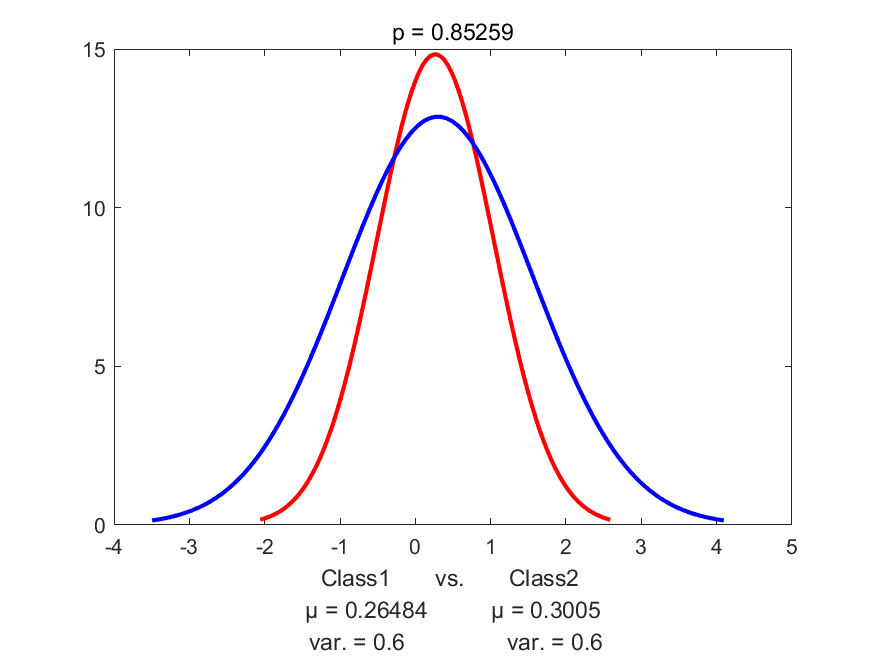 p = 0.85259
15
10
5
0
-4 -3 -2 -1 0 1 2 3 4 5
Class1 vs. Class2
μ = 0.26484 μ = 0.3005
var. = 0.6 var. = 0.6